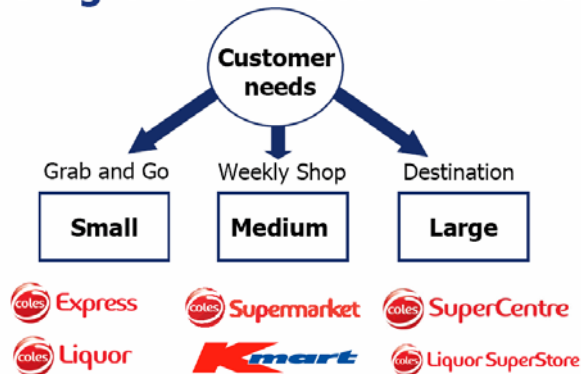 Customer
needs
Grab and Go
Weekly Shop
Destination
Small
Medium
Large
coles Express
coles Supermarket
coles SuperCentre
coles Liquor
Kmart
coles Liquor SuperStore